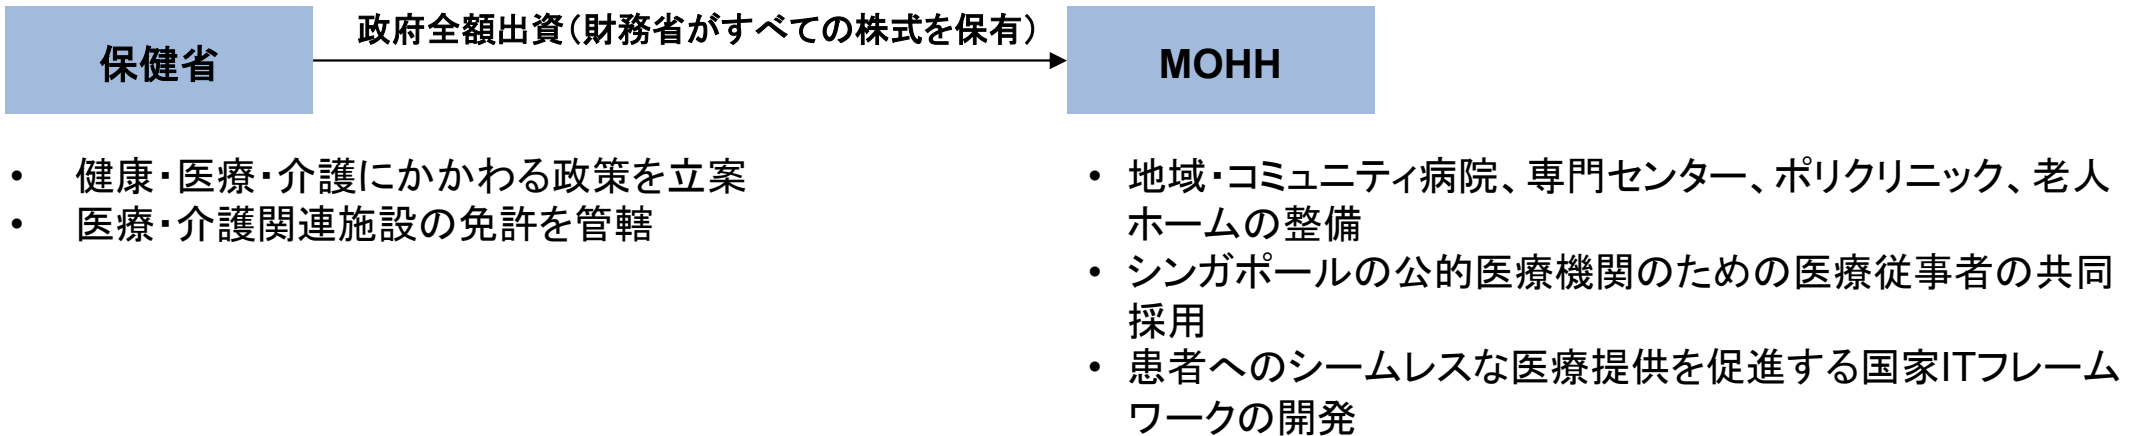 保健省
政府全額出資（財務省がすべての株式を保有）
MOHH
• 健康・医療・介護にかかわる政策を立案
• 医療・介護関連施設の免許を管轄
• 地域・コミュニティ病院、専門センター、ポリクリニック、老人
ホームの整備
• シンガポールの公的医療機関のための医療従事者の共同
採用
• 患者へのシームレスな医療提供を促進する国家ITフレーム
ワークの開発